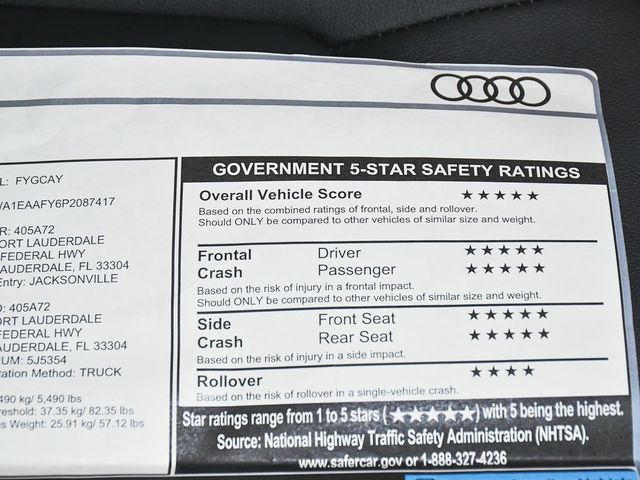 L: FYGCAY
A1EAAFY6P2087417
R: 405A72
ORT LAUDERDALE
FEDERAL HWY
AUDERDALE, FL 33304
Entry: JACKSONVILLE
D: 405A72
ORT LAUDERDALE
FEDERAL HWY
AUDERDALE, FL 33304
UM: 5J5354
tation Method: TRUCK
490 kg/ 5,490 lbs
reshold: 37.35 kg/ 82.35 lbs
s Weight: 25.91 kg/ 57.12 lbs
GOVERNMENT 5-STAR SAFETY RATINGS
Overall Vehicle Score ★★★★★
Based on the combined ratings of frontal, side and rollover.
Should ONLY be compared to other vehicles of similar size and weight.
Frontal Driver ★★★★★
Crash Passenger ★★★★★
Based on the risk of injury in a frontal impact.
Should ONLY be compared to other vehicles of similar size and weight.
Side Front Seat ★★★★★
Crash Rear Seat ★★★★★
Based on the risk of injury in a side impact.
Rollover ★★★★
Based on the risk of rollover in a single-vehicle crash.
Star ratings range from 1 to 5 stars (★★★★★) with 5 being the highest.
Source: National Highway Traffic Safety Administration (NHTSA).
www.safercar.gov or 1-888-327-4236